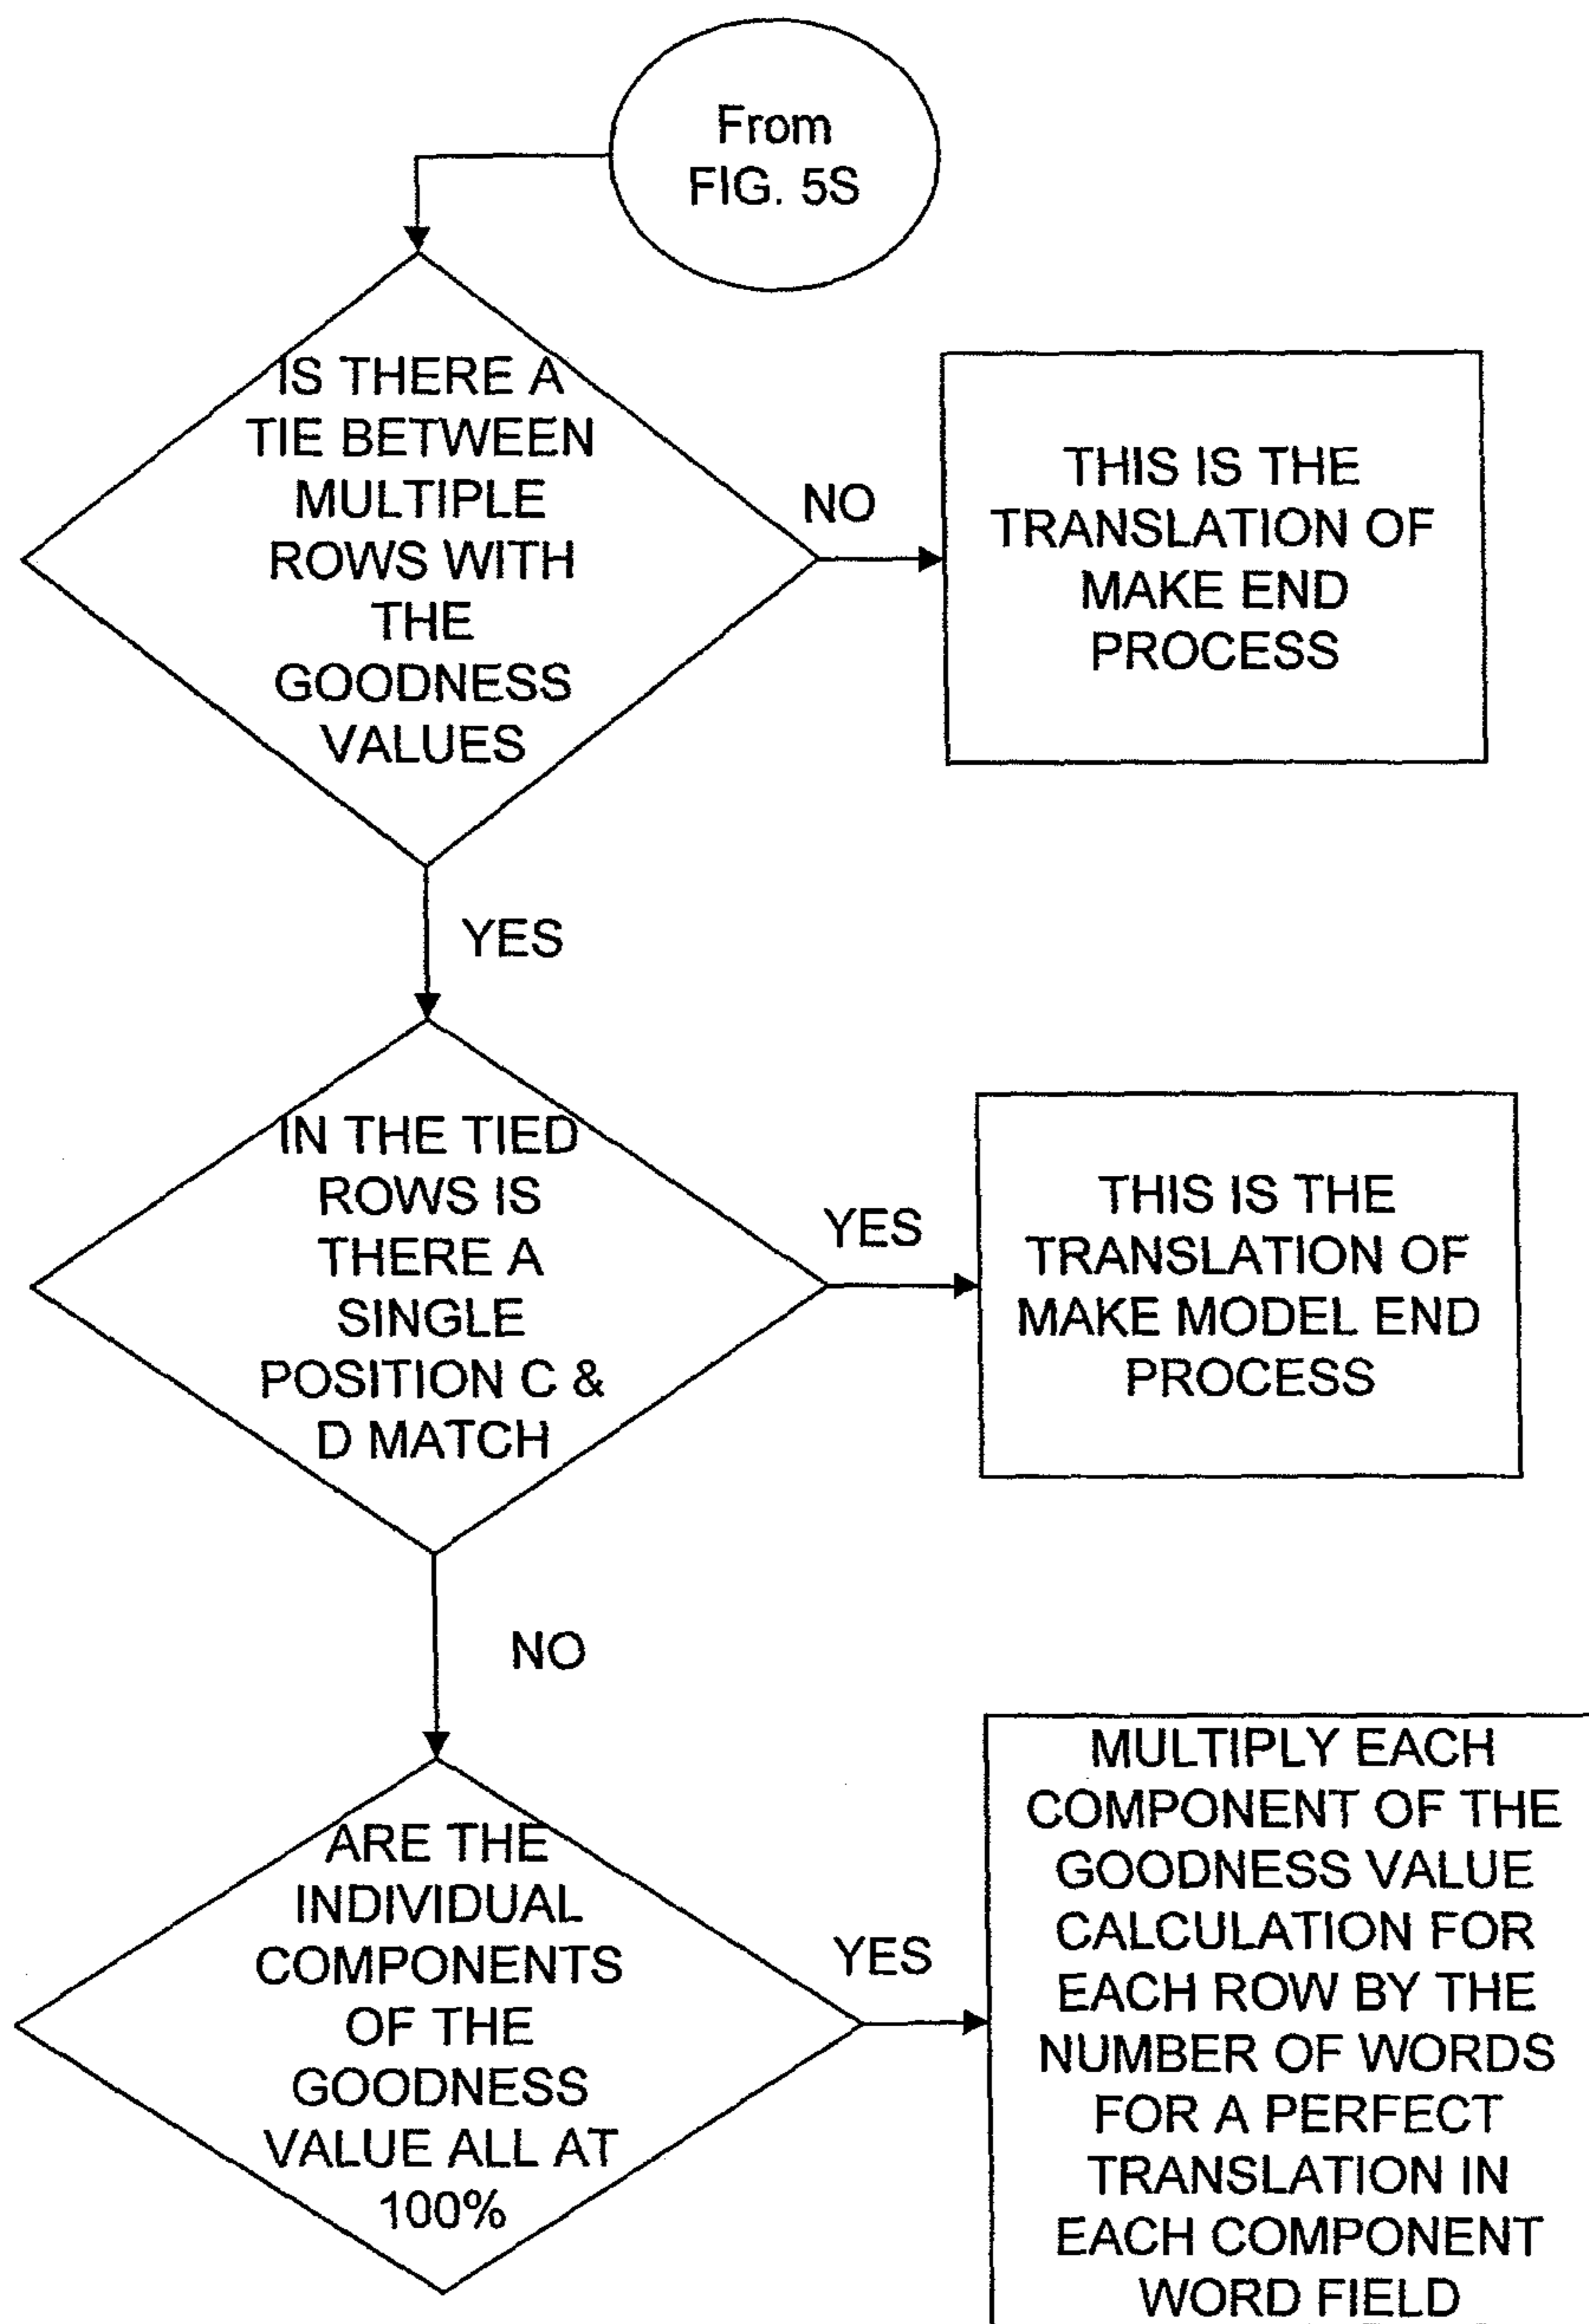 From
FIG. 5S
IS THERE A
TIE BETWEEN
MULTIPLE
ROWS WITH
THE
GOODNESS
VALUES
NO
THIS IS THE
TRANSLATION OF
MAKE END
PROCESS
YES
IN THE TIED
ROWS IS
THERE A
SINGLE
POSITION C &
D MATCH
YES
THIS IS THE
TRANSLATION OF
MAKE MODEL END
PROCESS
NO
ARE THE
INDIVIDUAL
COMPONENTS
OF THE
GOODNESS
VALUE ALL AT
100%
YES
MULTIPLY EACH
COMPONENT OF THE
GOODNESS VALUE
CALCULATION FOR
EACH ROW BY THE
NUMBER OF WORDS
FOR A PERFECT
TRANSLATION IN
EACH COMPONENT
WORD FIELD